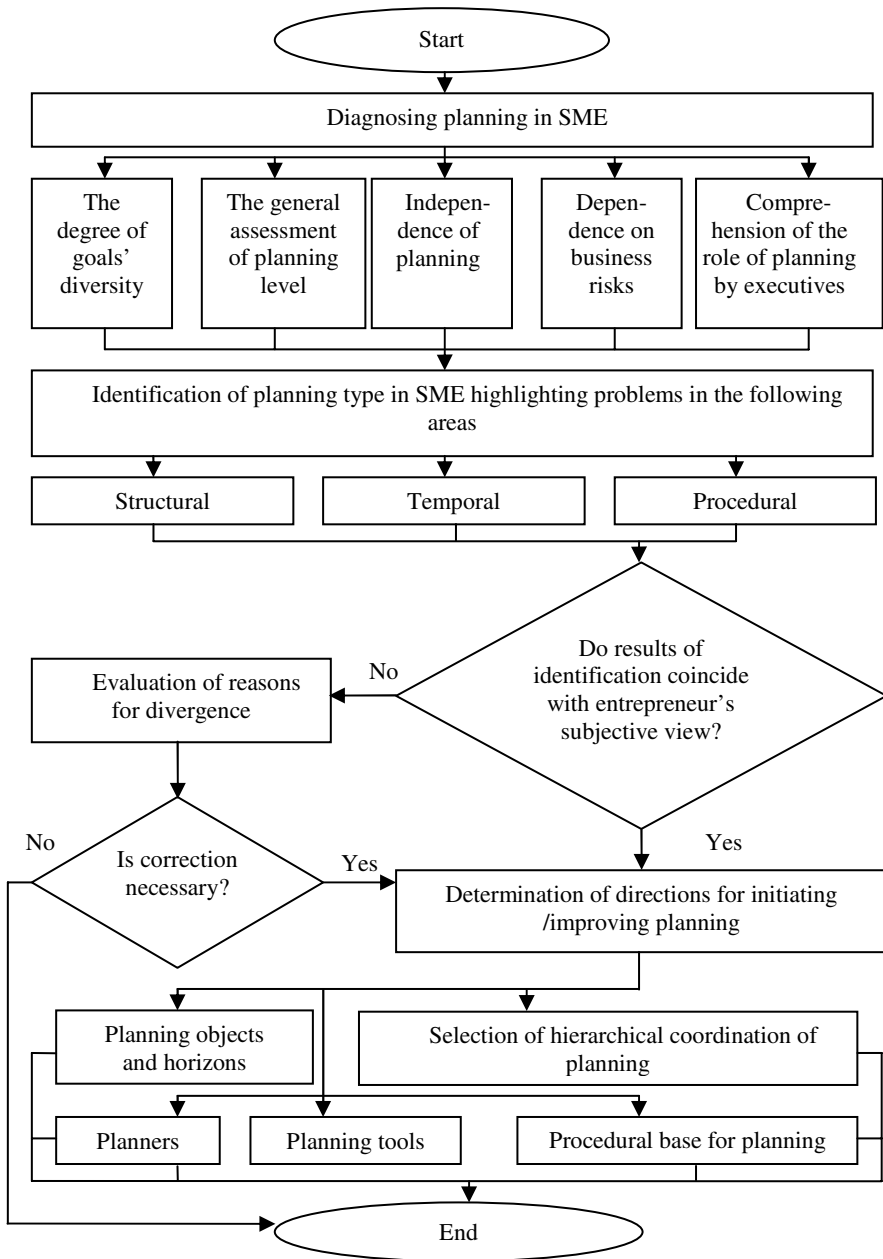 Start
Diagnosing planning in SME
The
degree of
goals'
diversity
The general
assessment
of planning
level
Indepen-
dence of
planning
Depen-
dence on
business
risks
Compre-
hension of the
role of planning
by executives
Identification of planning type in SME highlighting problems in the following
areas
Structural
Temporal
Procedural
Do results of
identification coincide
with entrepreneur's
subjective view?
No
Evaluation of reasons
for divergence
No
Is correction
necessary?
Yes
Yes
Determination of directions for initiating
/improving planning
Planning objects
and horizons
Selection of hierarchical coordination of
planning
Planners
Planning tools
Procedural base for planning
End